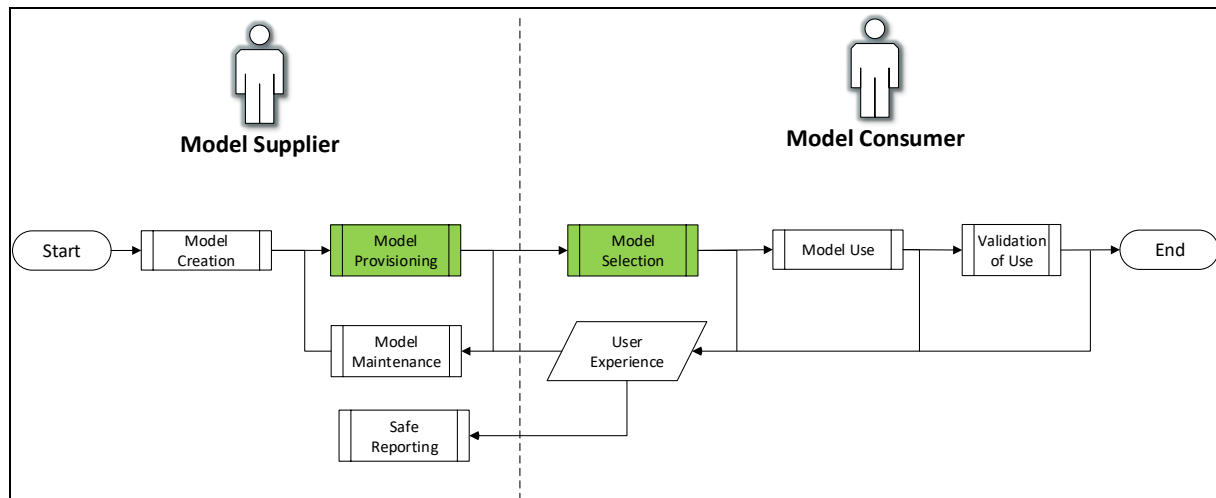 Model Supplier
Model Consumer
Start
Model
Creation
Model
Provisioning
Model
Selection
Model Use
Validation
of Use
End
Model
Maintenance
User
Experience
Safe
Reporting